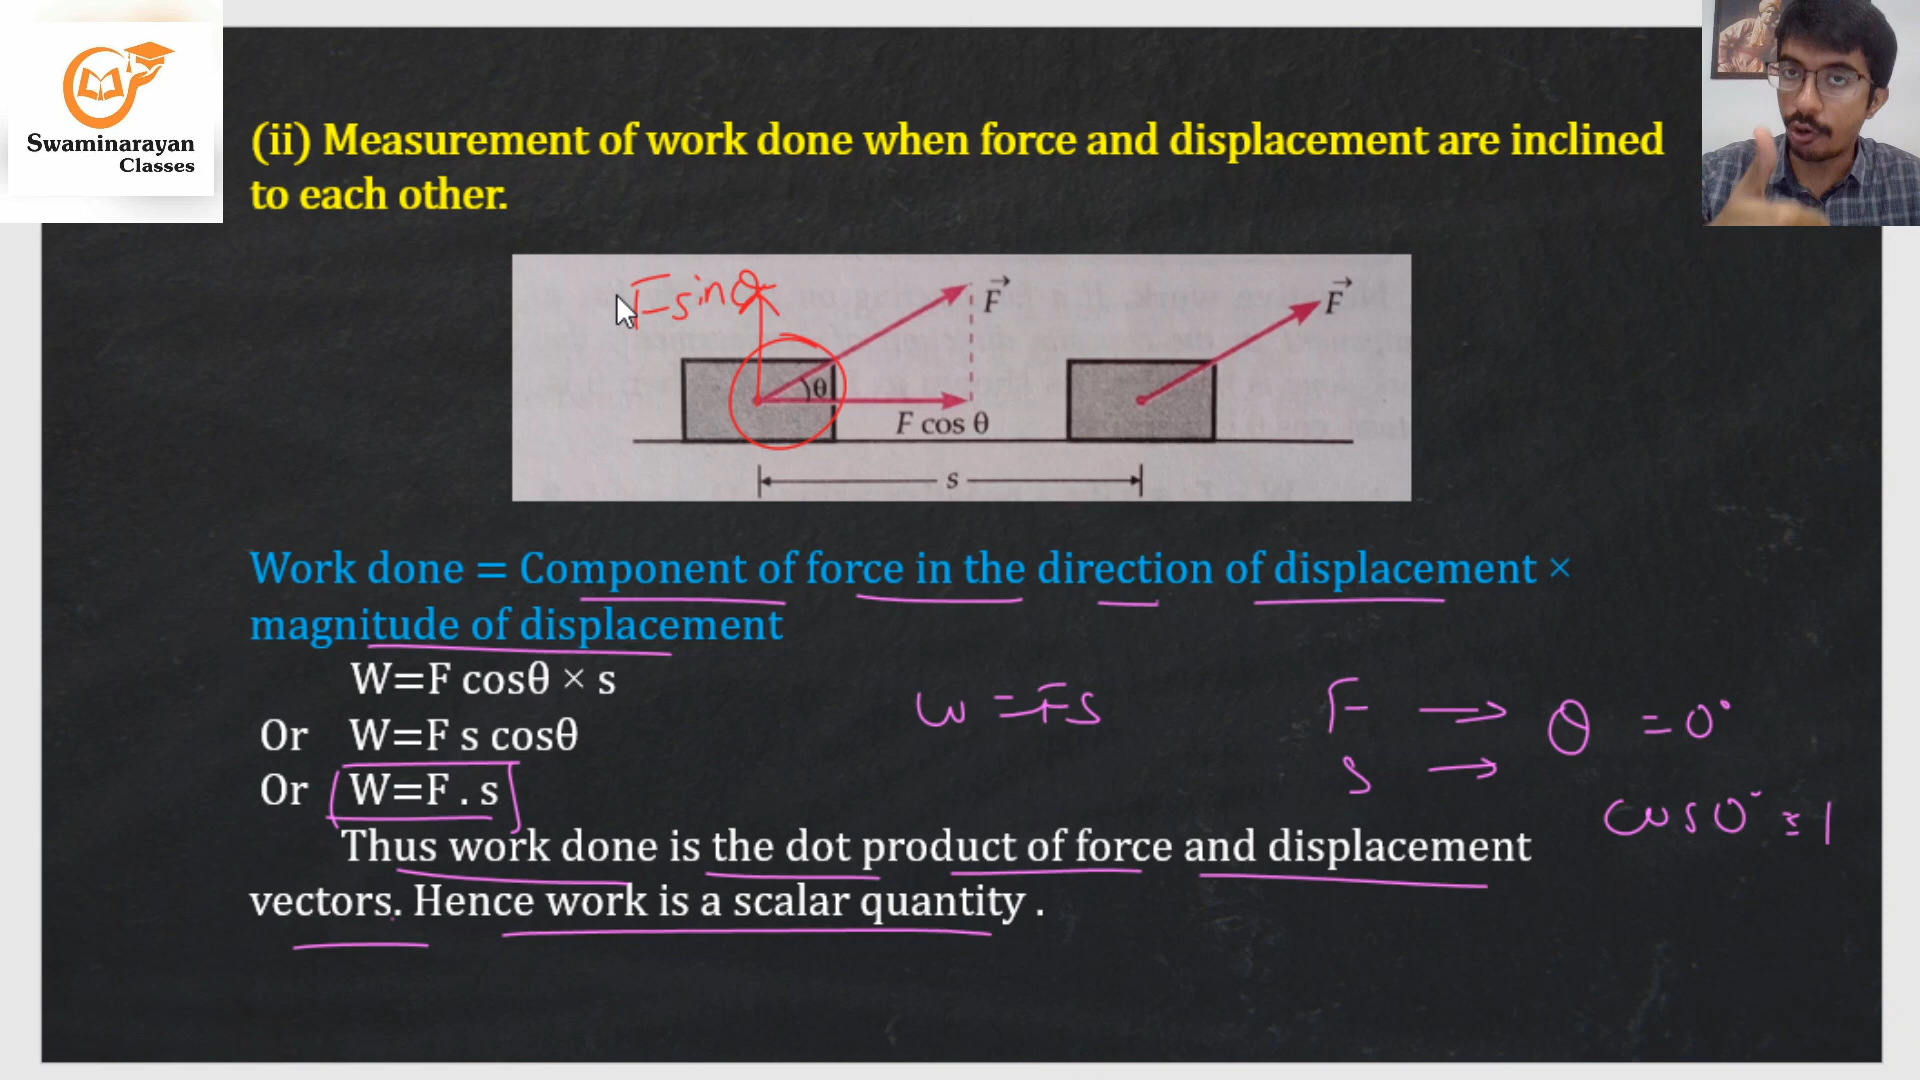 Swaminarayan
Classes
(ii) Measurement of work done when force and displacement are inclined
to each other.
F sinθ
F⃗
F⃗
θ
F cos θ
s
Work done = Component of force in the direction of displacement ×
magnitude of displacement
W=F cosθ × s
Or W=F s cosθ
Or W=F . s
W = Fs
F → θ = 0°
s →
cos 0° = 1
Thus work done is the dot product of force and displacement
vectors. Hence work is a scalar quantity .